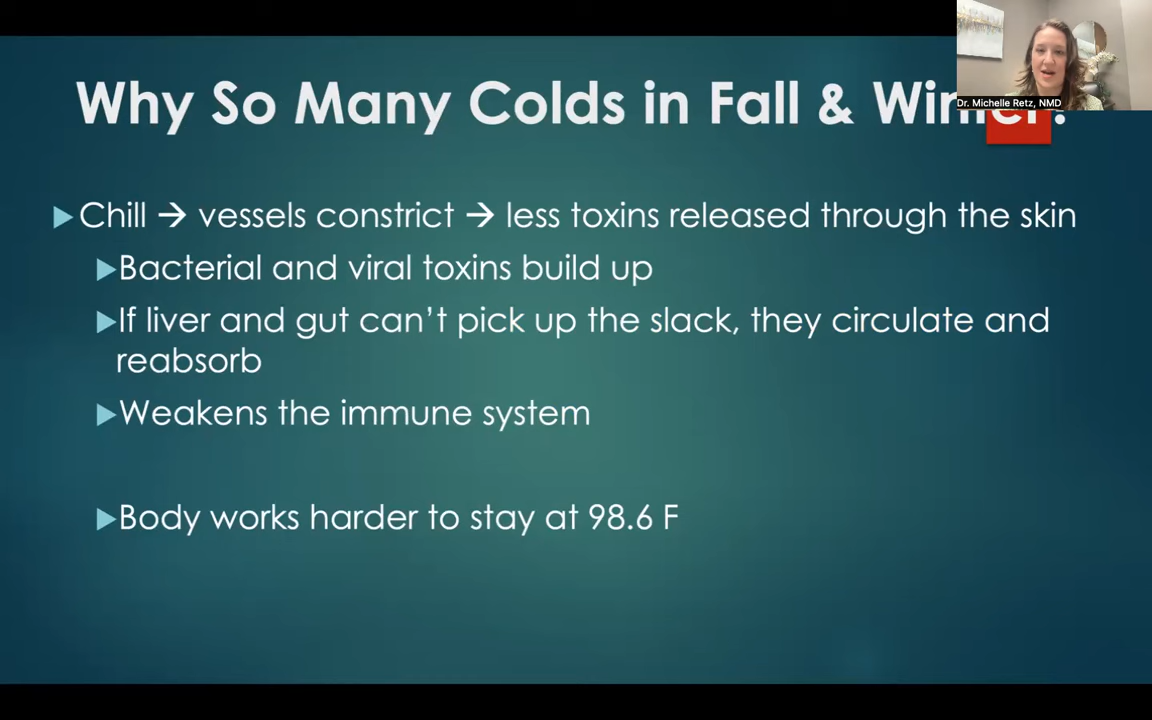 Why So Many Colds in Fall & Winter?
Dr. Michelle Retz, NMD
Chill → vessels constrict → less toxins released through the skin
Bacterial and viral toxins build up
If liver and gut can’t pick up the slack, they circulate and
reabsorb
Weakens the immune system
Body works harder to stay at 98.6 F